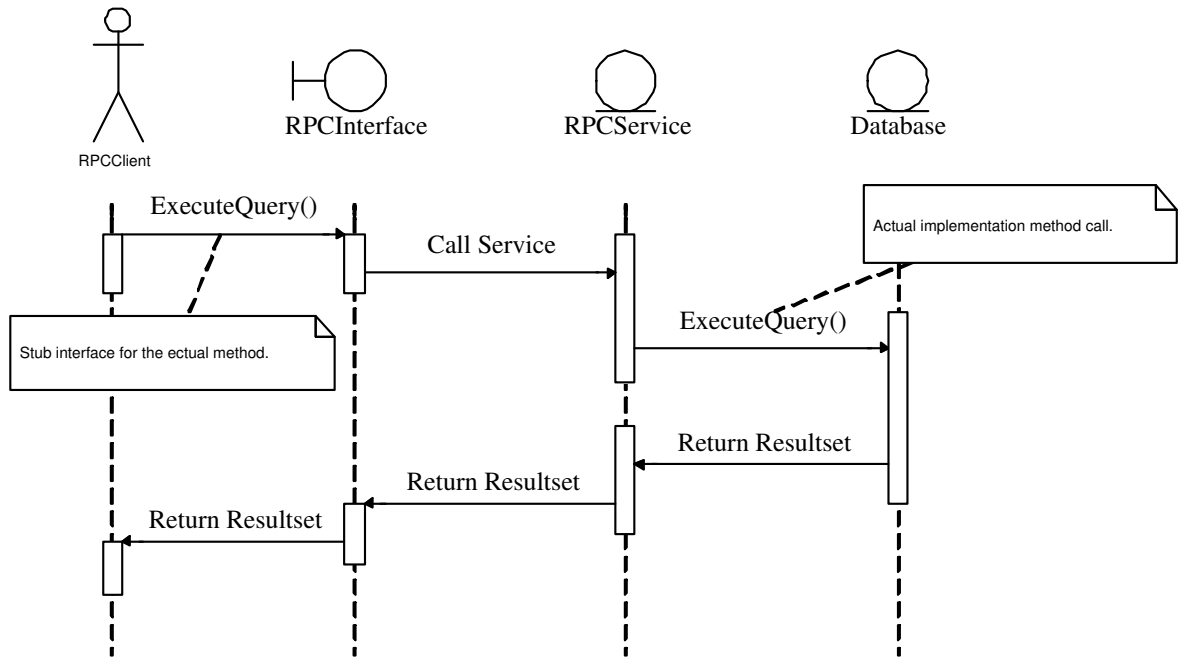 RPCClient
RPCInterface
RPCService
Database
ExecuteQuery()
Call Service
Actual implementation method call.
ExecuteQuery()
Stub interface for the ectual method.
Return Resultset
Return Resultset
Return Resultset